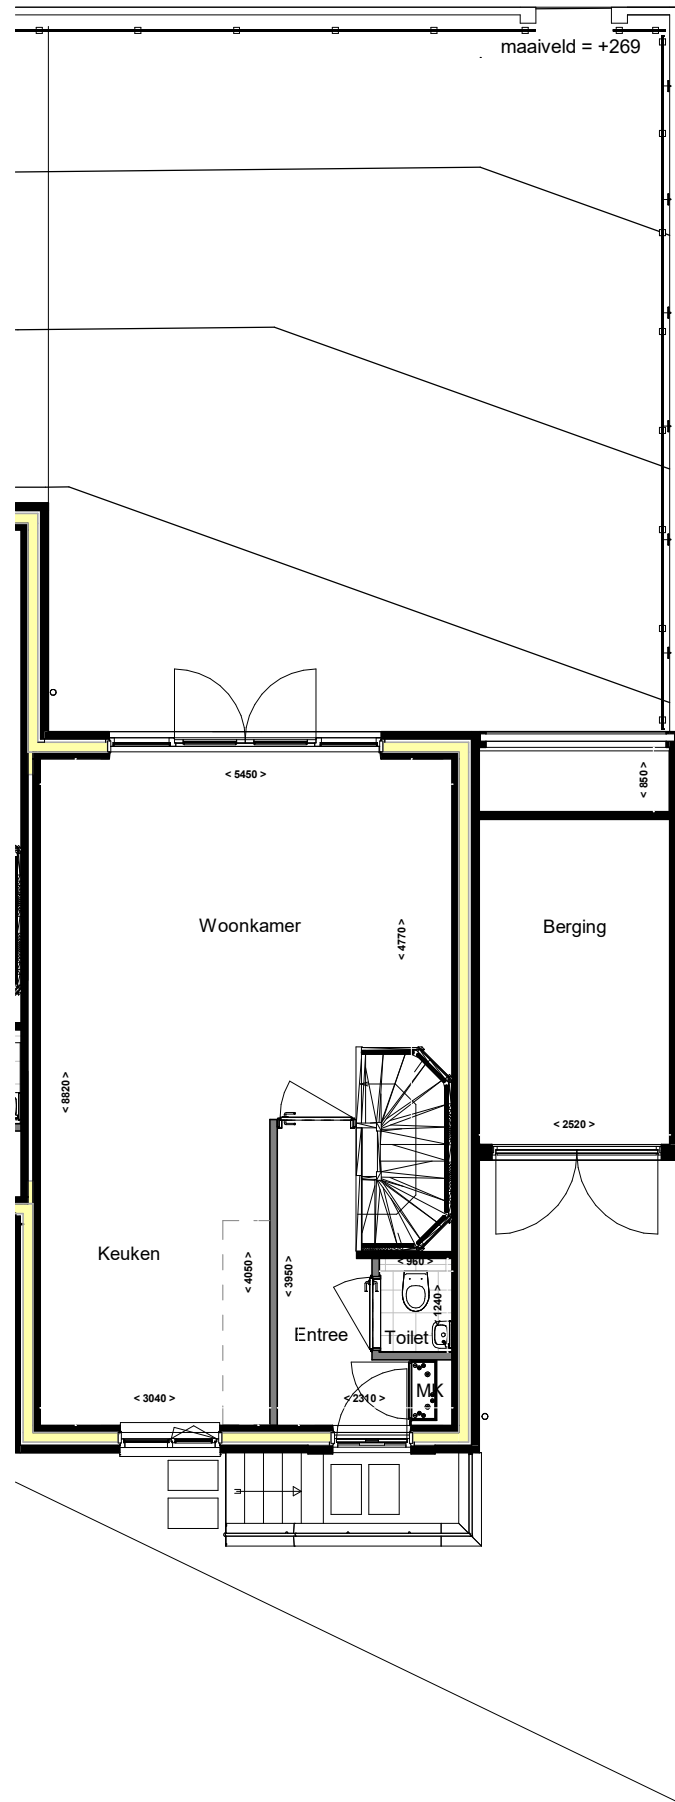 maaiveld = +269
< 5450 >
< 850 >
Woonkamer
< 4770 >
Berging
< 8820 >
< 2520 >
Keuken
< 4050 >
< 3950 >
< 960 >
< 1240 >
Entree
Toilet
MK
< 3040 >
< 2310 >